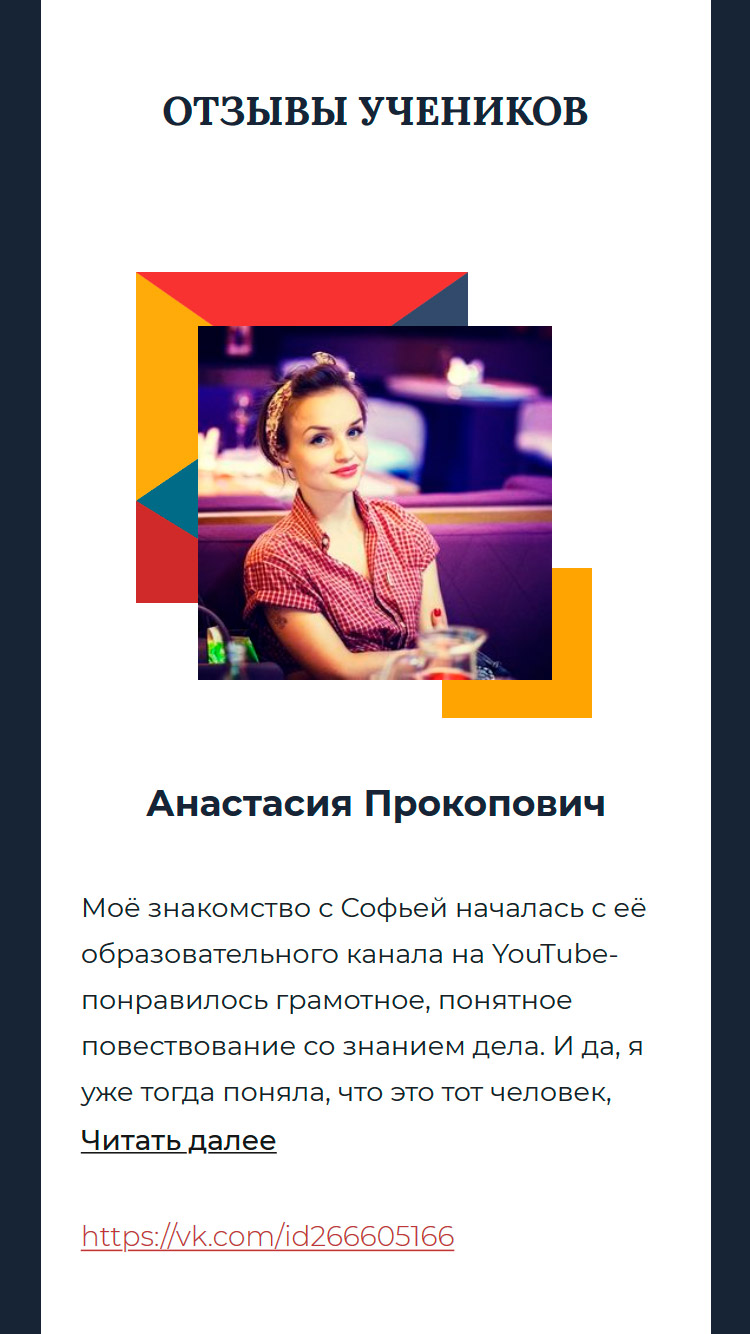 ОТЗЫВЫ УЧЕНИКОВ
Анастасия Прокопович
Моё знакомство с Софьей началась с её
образовательного канала на YouTube-
понравилось грамотное, понятное
повествование со знанием дела. И да, я
уже тогда поняла, что это тот человек,
Читать далее
https://vk.com/id266605166